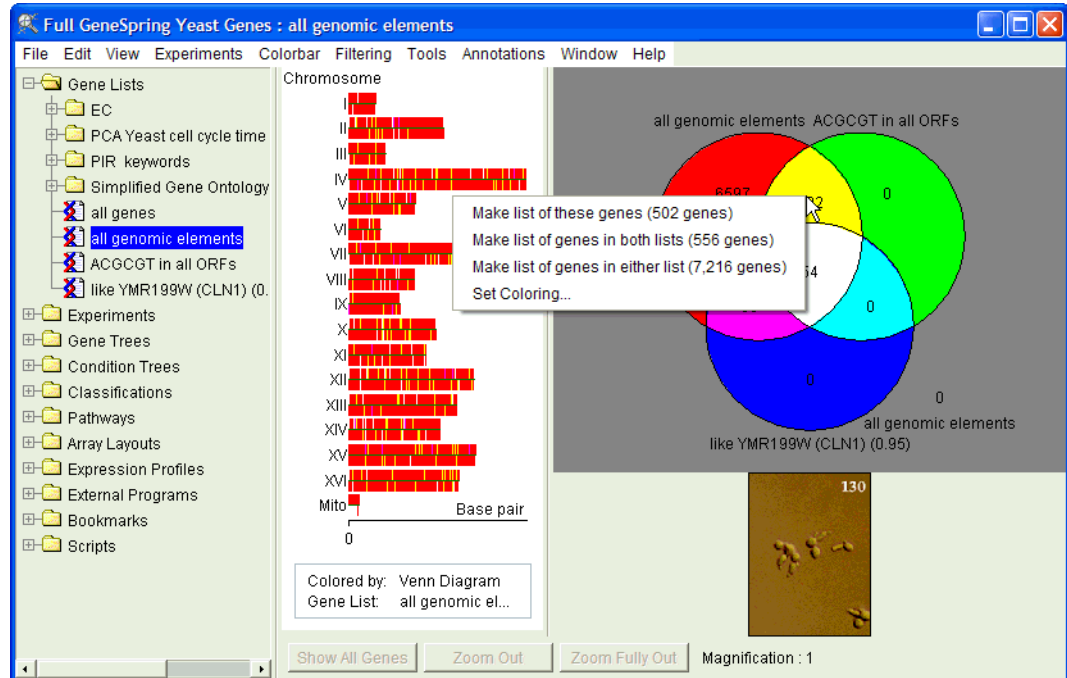 Full GeneSpring Yeast Genes : all genomic elements
File Edit View Experiments Colorbar Filtering Tools Annotations Window Help
Gene Lists
EC
PCA Yeast cell cycle time
PIR keywords
Simplified Gene Ontology
all genes
all genomic elements
ACGCGT in all ORFs
like YMR199W (CLN1) (0.
Experiments
Gene Trees
Condition Trees
Classifications
Pathways
Array Layouts
Expression Profiles
External Programs
Bookmarks
Scripts
Chromosome
I
II
III
IV
V
VI
VII
VIII
IX
X
XI
XII
XIII
XIV
XV
XVI
Mito
Base pair
0
Colored by: Venn Diagram
Gene List: all genomic el...
all genomic elements ACGCGT in all ORFs
6597
0
Make list of these genes (502 genes)
Make list of genes in both lists (556 genes)
Make list of genes in either list (7,216 genes)
Set Coloring...
0
0
0
all genomic elements
like YMR199W (CLN1) (0.95)
130
Show All Genes Zoom Out Zoom Fully Out Magnification : 1